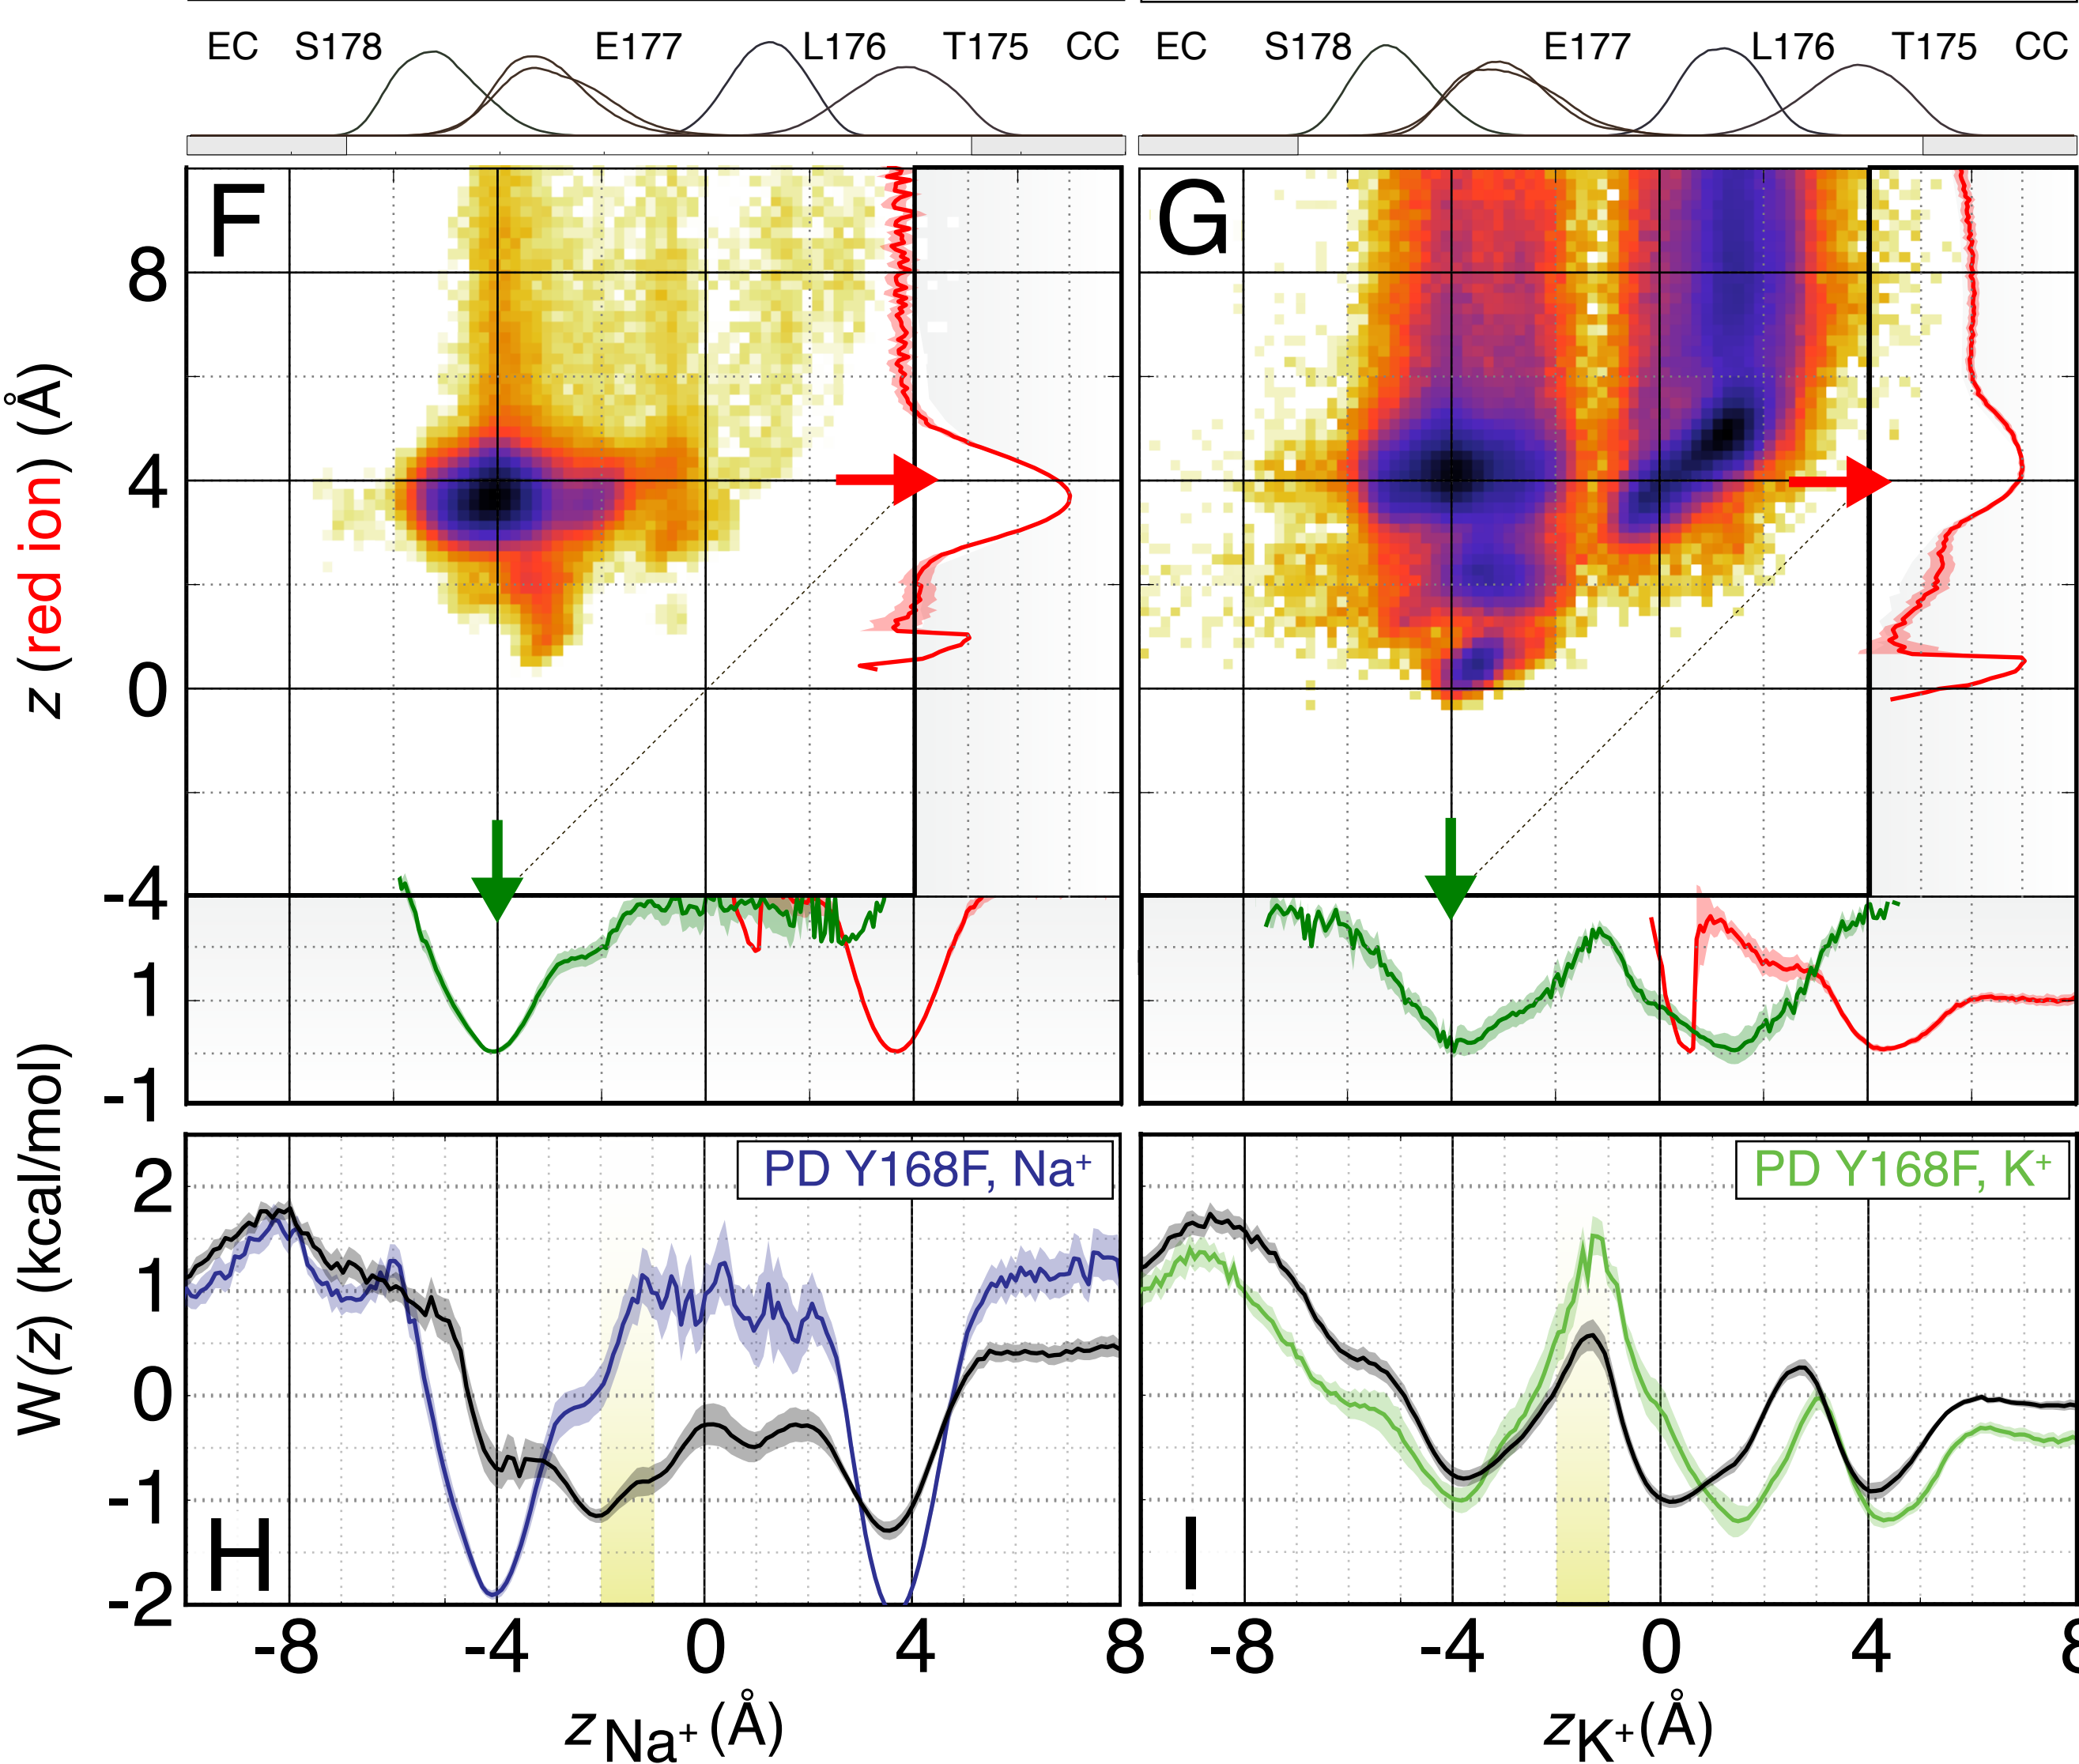 EC S178 E177 L176 T175 CC EC S178 E177 L176 T175 CC
F G
z (red ion) (Å)
8
4
0
-4
1
-1
W(z) (kcal/mol)
PD Y168F, Na+ PD Y168F, K+
2
1
0
-1
-2
H I
-8 -4 0 4 8 -8 -4 0 4 8
z Na+ (Å) zK+ (Å)